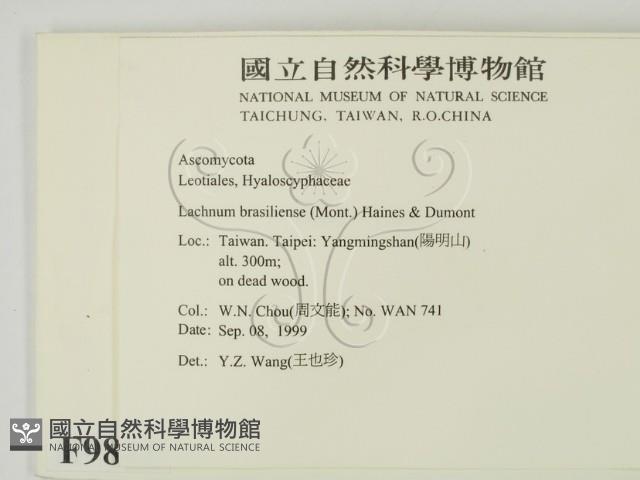 國立自然科學博物館
NATIONAL MUSEUM OF NATURAL SCIENCE
TAICHUNG, TAIWAN, R.O.CHINA
Ascomycota
Leotiales, Hyaloscyphaceae
Lachnum brasiliense (Mont.) Haines & Dumont
Loc.: Taiwan. Taipei: Yangmingshan(陽明山)
alt. 300m;
on dead wood.
Col.: W.N. Chou(周文能); No. WAN 741
Date: Sep. 08, 1999
Det.: Y.Z. Wang(王也珍)
國立自然科學博物館
NATIONAL MUSEUM OF NATURAL SCIENCE
F98